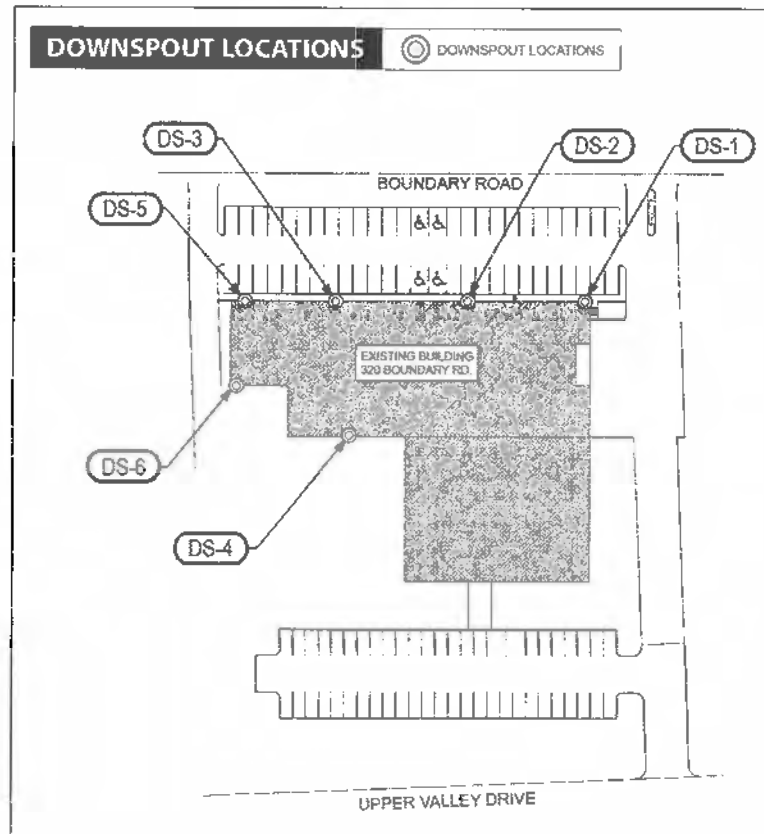 DOWNSPOUT LOCATIONS
DOWNSPOUT LOCATIONS
DS-3
DS-2
DS-1
BOUNDARY ROAD
DS-5
EXISTING BUILDING
320 BOUNDARY RD.
DS-6
DS-4
UPPER VALLEY DRIVE